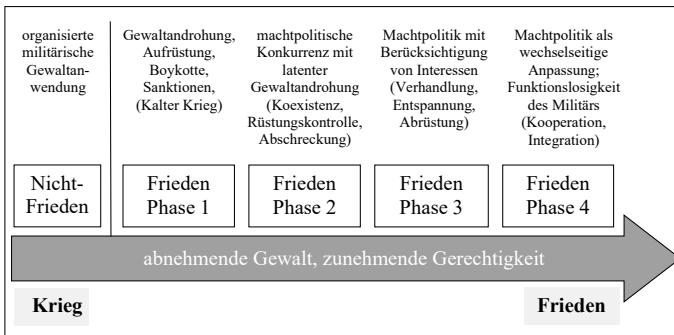 organisierte
militärische
Gewaltan-
wendung
Gewaltandrohung,
Aufrüstung,
Boykotte,
Sanktionen,
(Kalter Krieg)
machtpolitische
Konkurrenz mit
latenter
Gewaltandrohung
(Koexistenz,
Rüstungskontrolle,
Abschreckung)
Machtpolitik mit
Berücksichtigung
von Interessen
(Verhandlung,
Entspannung,
Abrüstung)
Machtpolitik als
wechselseitige
Anpassung;
Funktionslosigkeit
des Militärs
(Kooperation,
Integration)
Nicht-
Frieden
Frieden
Phase 1
Frieden
Phase 2
Frieden
Phase 3
Frieden
Phase 4
abnehmende Gewalt, zunehmende Gerechtigkeit
Krieg
Frieden